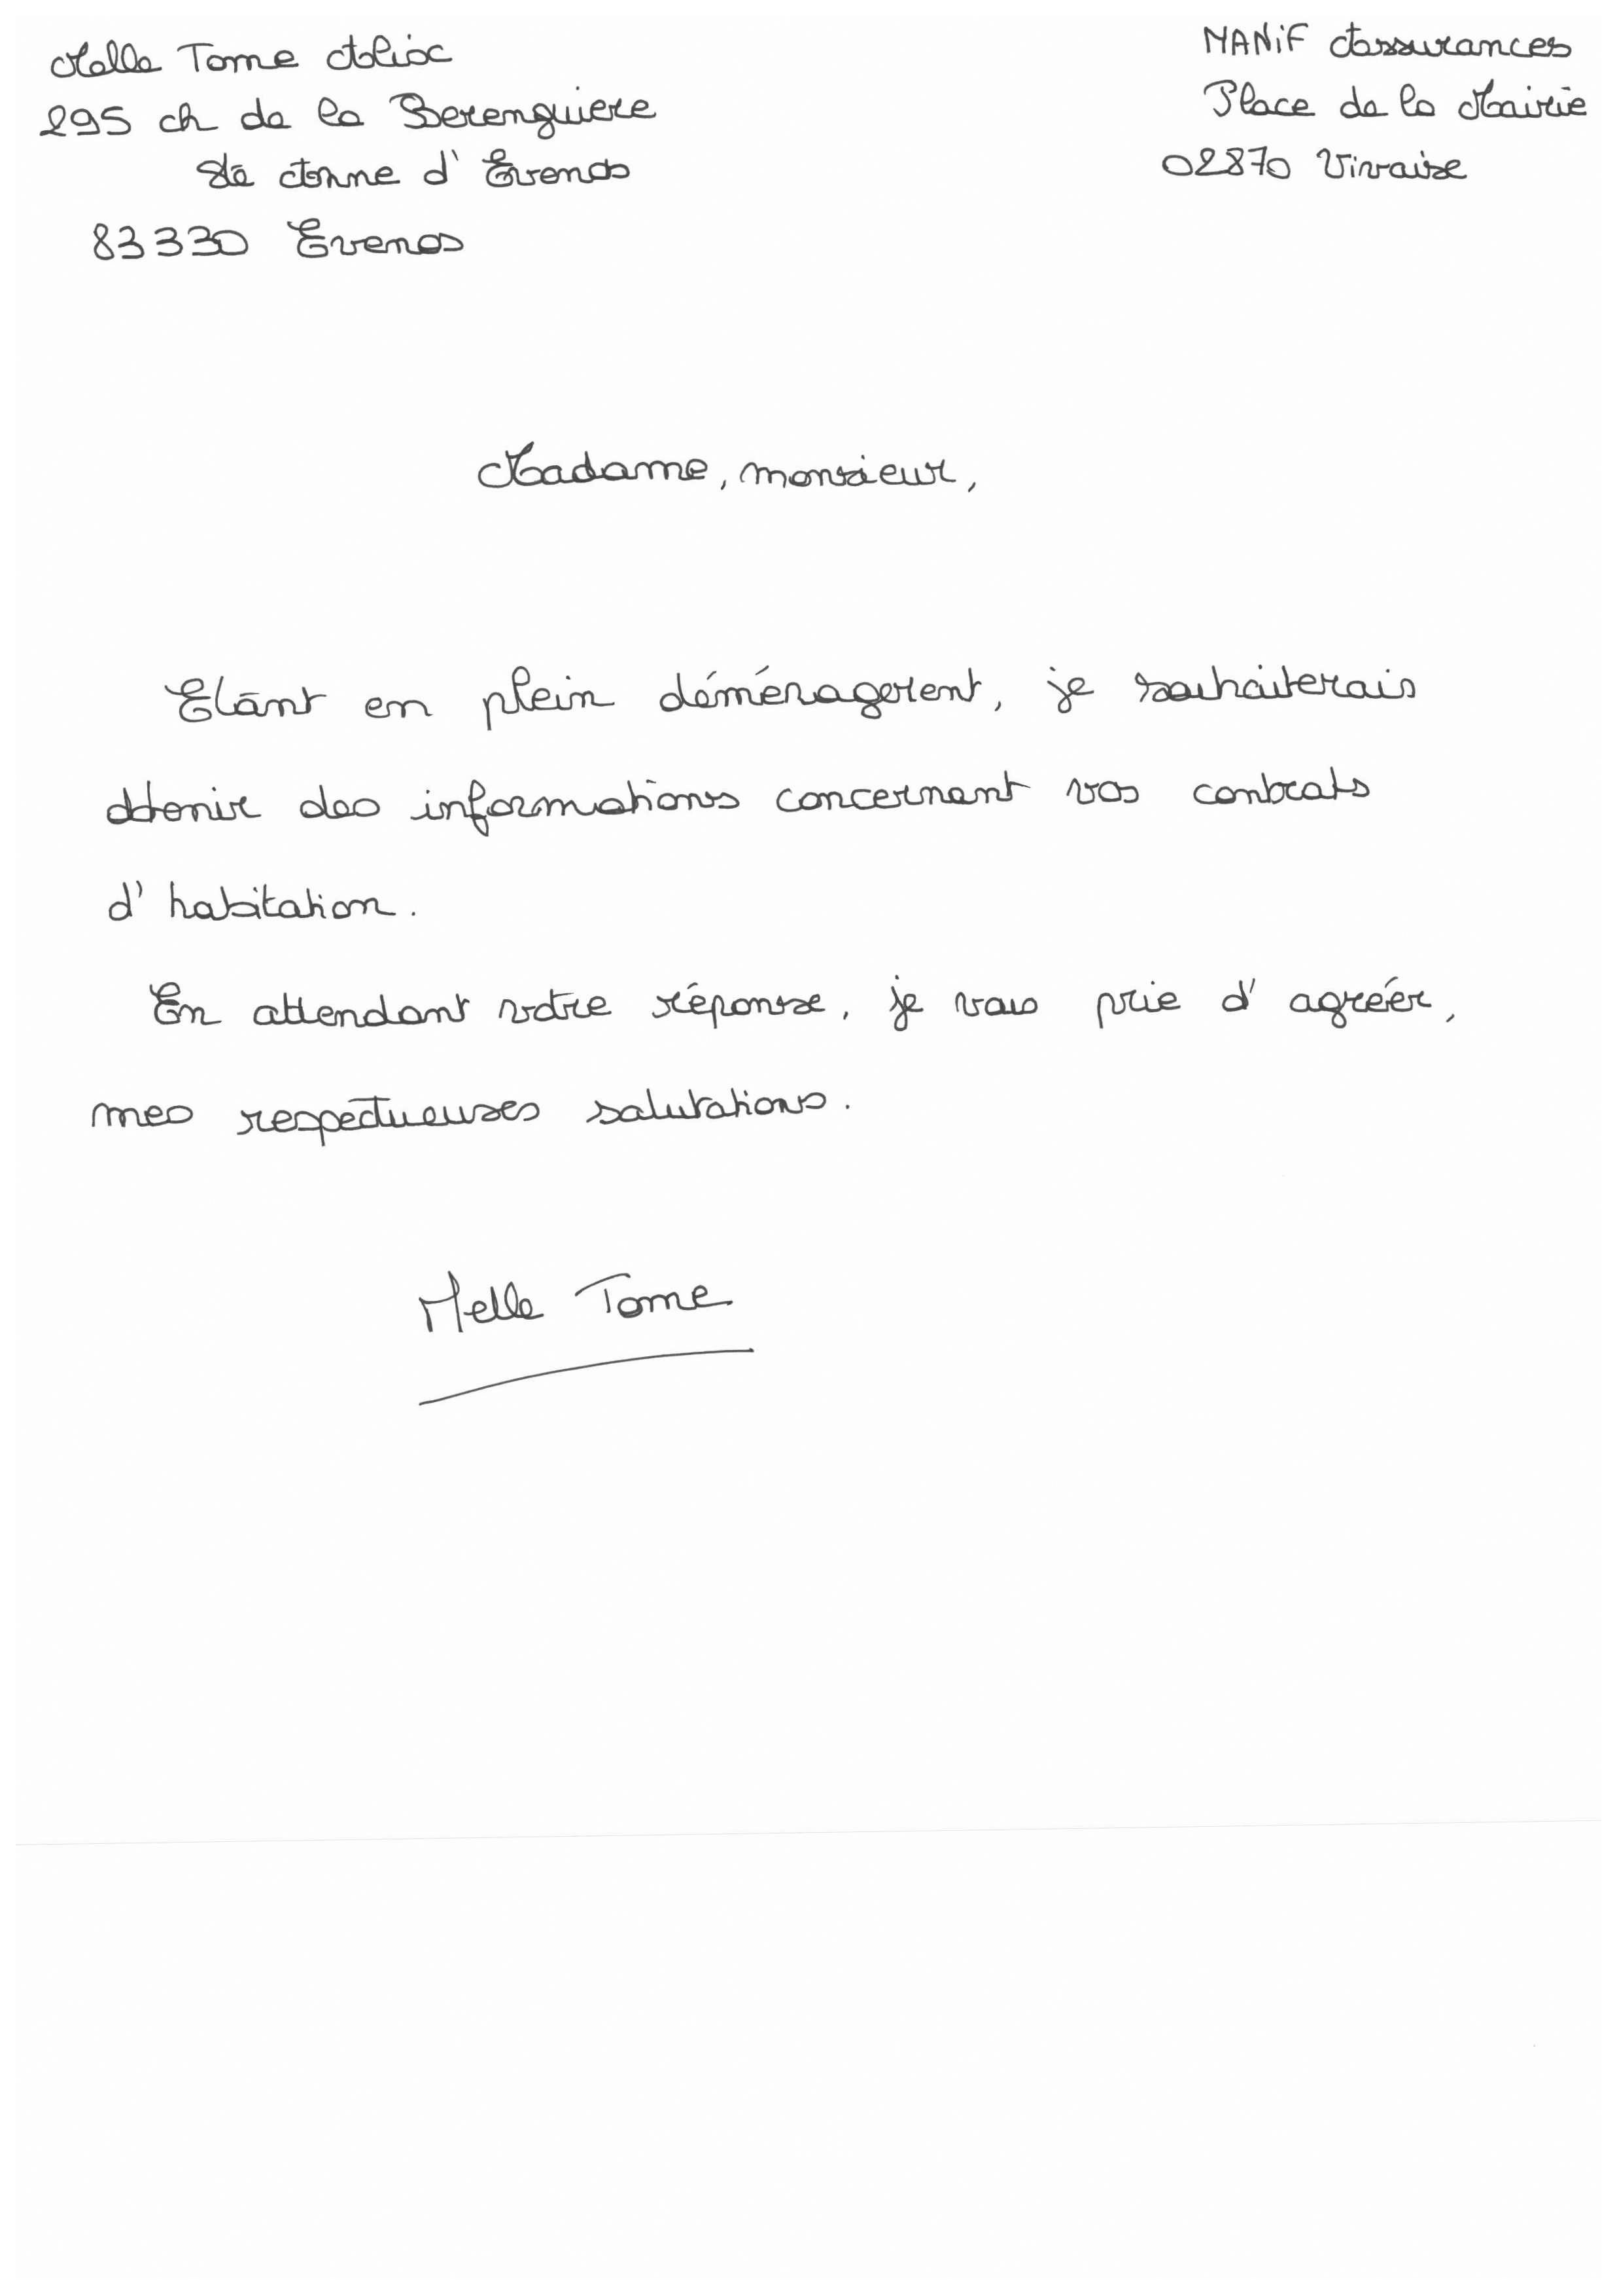 Melle Tome Alix
295 ch de la Berenguiere
Ste Anne d'Evenos
83330 Evenos
MANiF Assurances
Place de la Mairie
02870 Vivaise
Madame, monsieur,
Etant en plein déménagement, je souhaiterais
obtenir des informations concernant vos contrats
d'habitation.
En attendant votre réponse, je vous prie d'agréer,
mes respectueuses salutations.
Melle Tome